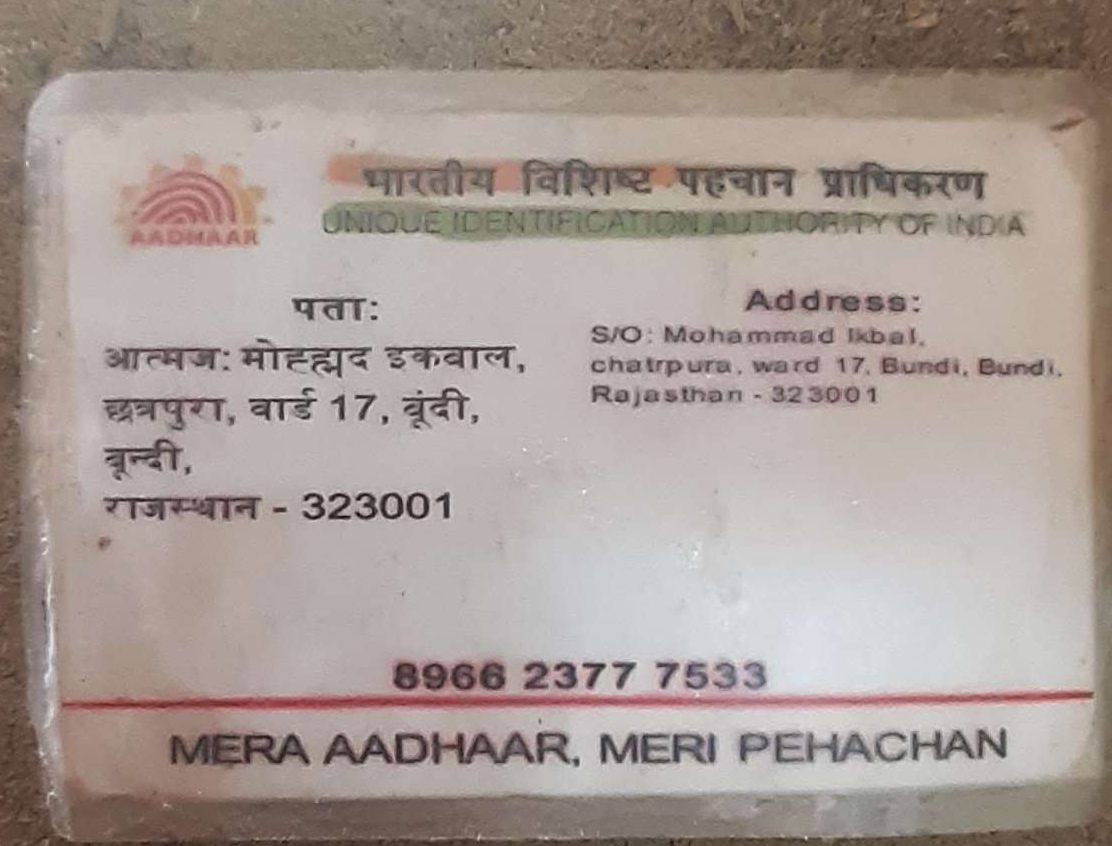 भारतीय विशिष्ट पहचान प्राधिकरण
UNIQUE IDENTIFICATION AUTHORITY OF INDIA
AADHAAR
पता:
आत्मज: मोह्ह्मद इकबाल,
छत्रपुरा, वार्ड 17, बूंदी,
बून्दी,
राजस्थान - 323001
Address:
S/O: Mohammad Ikbal,
chatrpura, ward 17, Bundi, Bundi,
Rajasthan - 323001
8966 2377 7533
MERA AADHAAR, MERI PEHACHAN